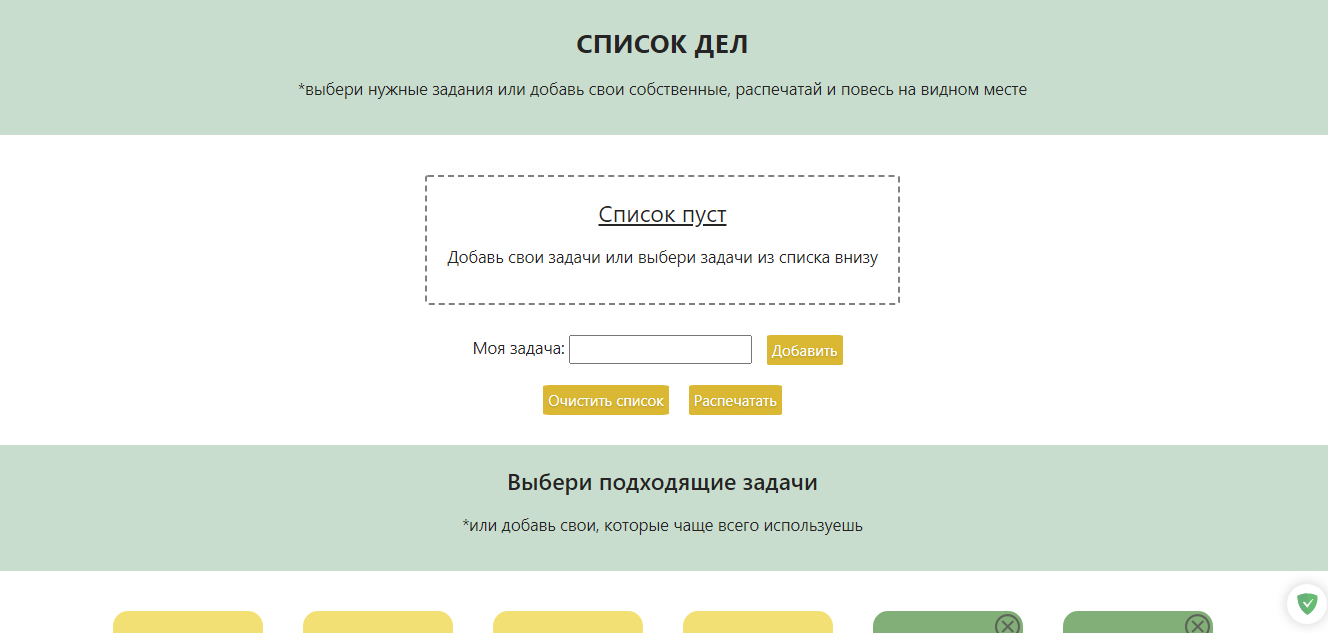 СПИСОК ДЕЛ
*выбери нужные задания или добавь свои собственные, распечатай и повесь на видном месте
Список пуст
Добавь свои задачи или выбери задачи из списка внизу
Моя задача: Добавить
Очистить список Распечатать
Выбери подходящие задачи
*или добавь свои, которые чаще всего используешь